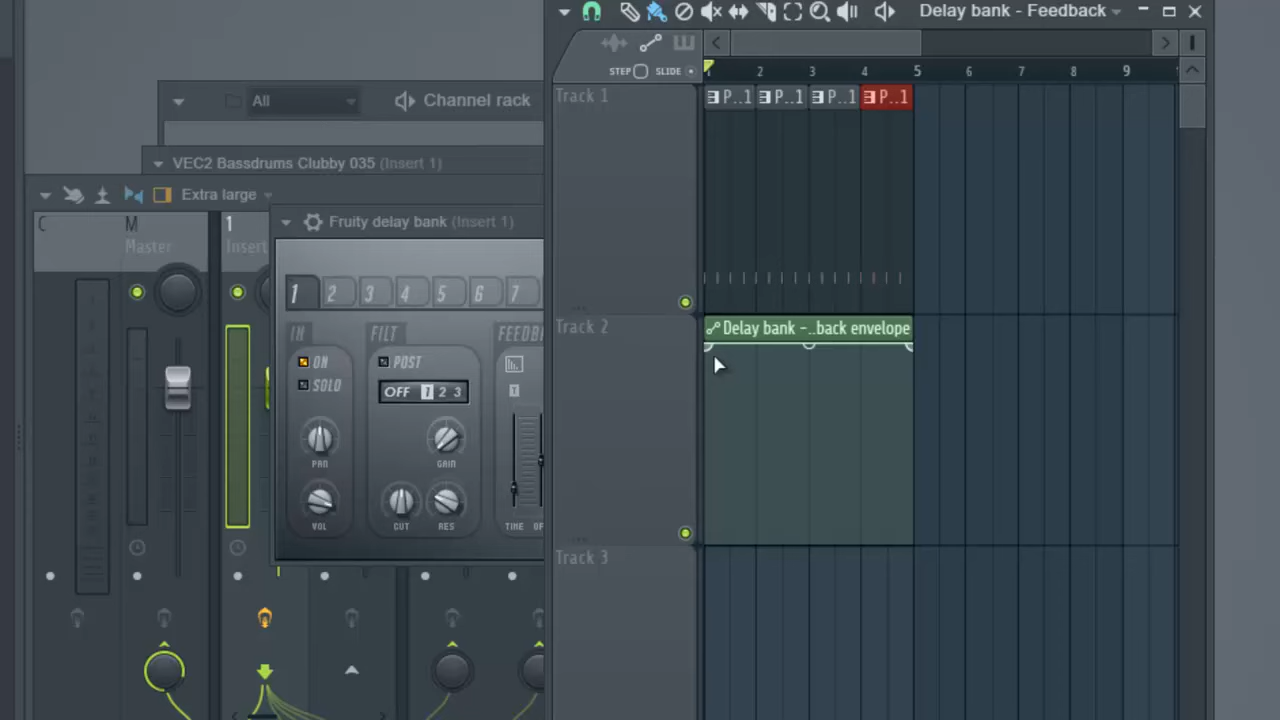 Delay bank - Feedback
STEP SLIDE
2 3 4 5 6 7 8 9
Track 1
P..1 P..1 P..1 P..1
Track 2
Delay bank -..back envelope
Track 3
All
Channel rack
VEC2 Bassdrums Clubby 035 (Insert 1)
Extra large
C M 1
Master Insert
Fruity delay bank (Insert 1)
1 2 3 4 5 6 7
IN FILT FEEDB
ON POST
SOLO
OFF 1 2 3
PAN GAIN
VOL CUT RES TIME OF